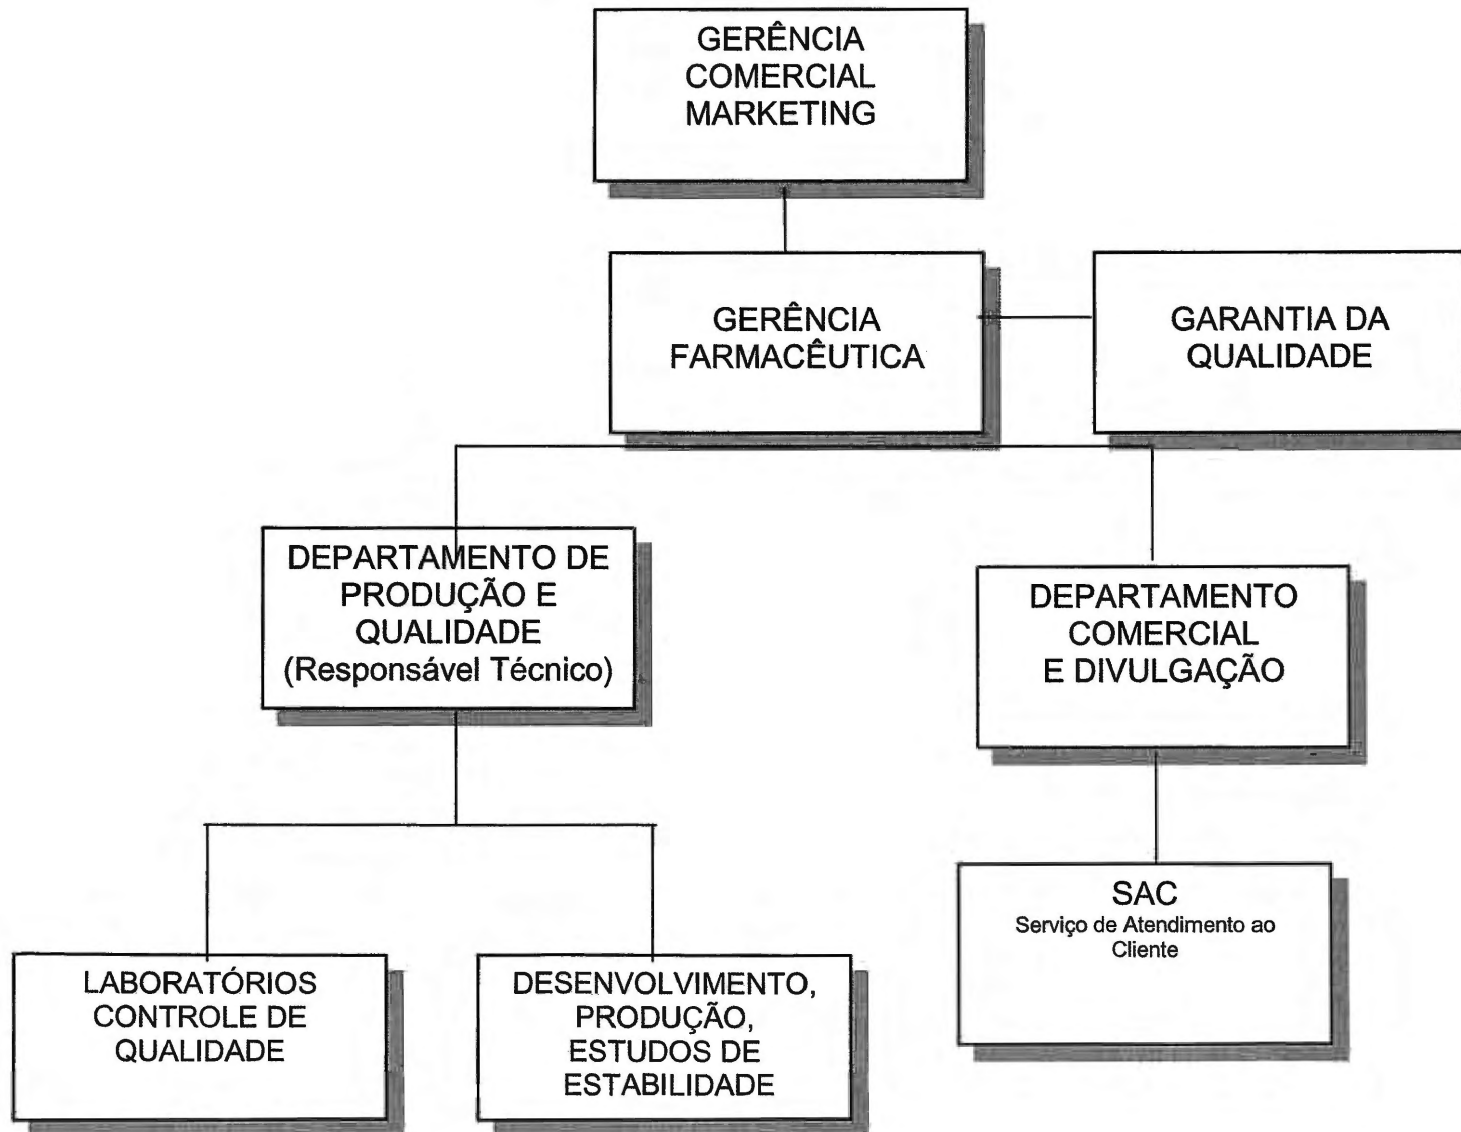 GERÊNCIA
COMERCIAL
MARKETING
GERÊNCIA
FARMACÊUTICA
GARANTIA DA
QUALIDADE
DEPARTAMENTO DE
PRODUÇÃO E
QUALIDADE
(Responsável Técnico)
DEPARTAMENTO
COMERCIAL
E DIVULGAÇÃO
SAC
Serviço de Atendimento ao
Cliente
LABORATÓRIOS
CONTROLE DE
QUALIDADE
DESENVOLVIMENTO,
PRODUÇÃO,
ESTUDOS DE
ESTABILIDADE